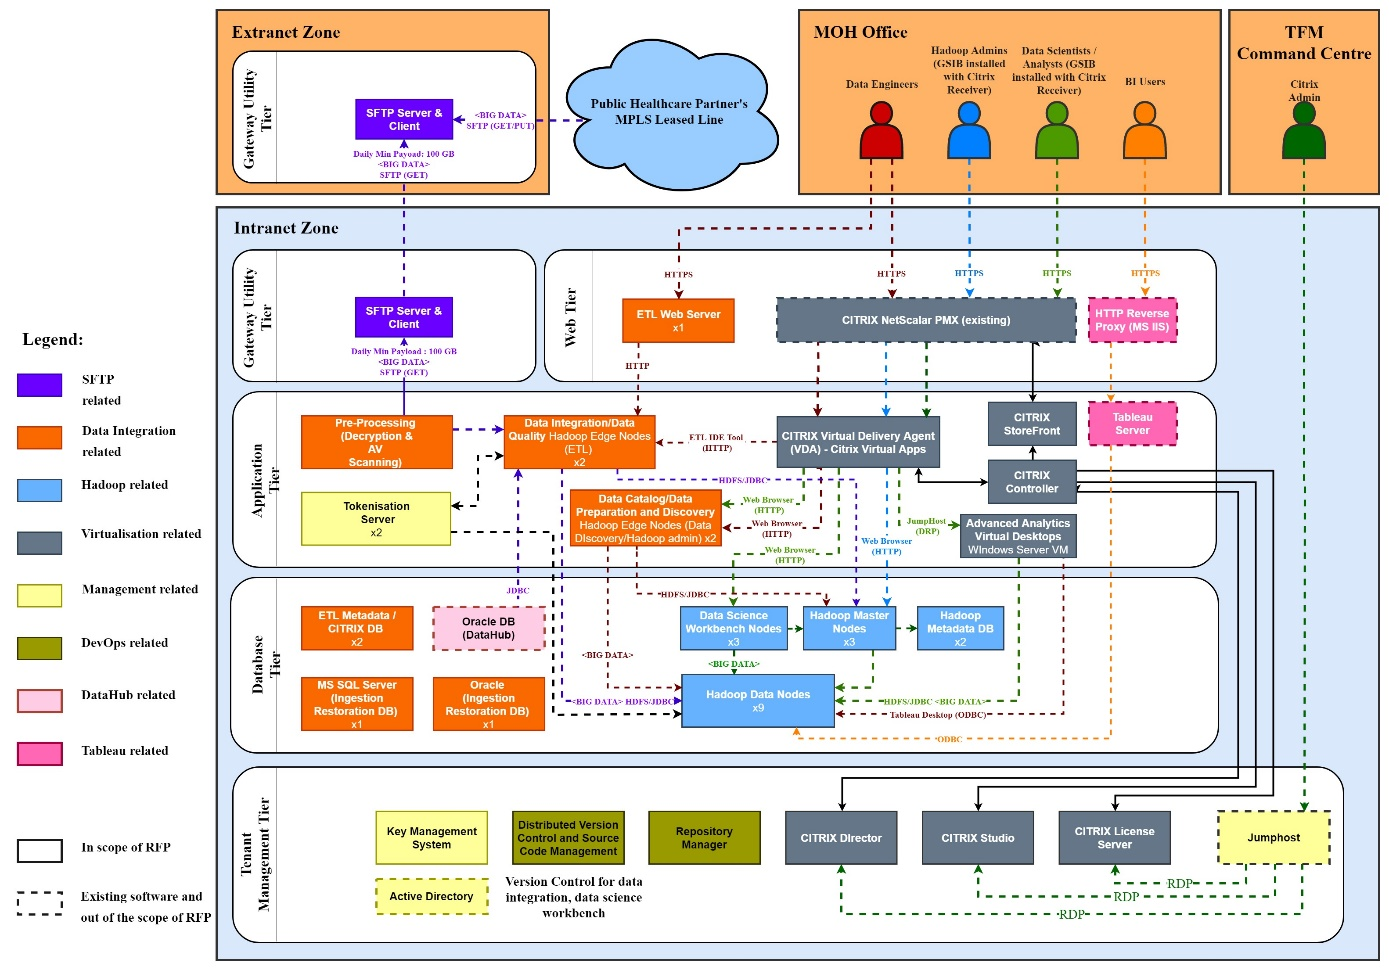 Extranet Zone
Gateway Utility
Tier
SFTP Server &
Client
<BIG DATA>
SFTP (GET/PUT)
Daily Min Payoad: 100 GB
<BIG DATA>
SFTP (GET)
Public Healthcare Partner's
MPLS Leased Line
MOH Office
Data Engineers
Hadoop Admins
(GSIB installed
with Citrix
Receiver)
Data Scientists /
Analysts (GSIB
installed with Citrix
Receiver)
BI Users
TFM
Command Centre
Citrix
Admin
Intranet Zone
Gateway Utility
Tier
SFTP Server &
Client
Daily Min Payload : 100 GB
<BIG DATA>
SFTP (GET)
Web Tier
HTTPS
HTTPS
HTTPS
HTTPS
HTTPS
ETL Web Server
x1
CITRIX NetScalar PMX (existing)
HTTP Reverse
Proxy (MS IIS)
HTTP
Legend:
SFTP
related
Data Integration
related
Hadoop related
Virtualisation related
Management related
DevOps related
DataHub related
Tableau related
In scope of RFP
Existing software and
out of the scope of RFP
Application
Tier
Pre-Processing
(Decryption &
AV
Scanning)
Data Integration/Data
Quality Hadoop Edge Nodes
(ETL)
x2
ETL IDE Tool
(HTTP)
CITRIX Virtual Delivery Agent
(VDA) - Citrix Virtual Apps
CITRIX
StoreFront
Tableau
Server
CITRIX
Controller
HDFS/JDBC
Tokenisation
Server
x2
Data Catalog/Data
Preparation and Discovery
Hadoop Edge Nodes (Data
DIscovery/Hadoop admin) x2
Web Browser
(HTTP)
Web Browser
(HTTP)
Web Browser
(HTTP)
Web Browser
(HTTP)
JumpHost
(DRP)
Advanced Analytics
Virtual Desktops
WIndows Server VM
Database
Tier
JDBC
HDFS/JDBC
ETL Metadata /
CITRIX DB
x2
Oracle DB
(DataHub)
Data Science
Workbench Nodes
x3
Hadoop Master
Nodes
x3
Hadoop
Metadata DB
x2
<BIG DATA>
<BIG DATA>
MS SQL Server
(Ingestion
Restoration DB)
x1
Oracle
(Ingestion
Restoration DB)
x1
<BIG DATA> HDFS/JDBC
Hadoop Data Nodes
x9
HDFS/JDBC <BIG DATA>
Tableau Desktop (ODBC)
ODBC
Tenant
Management Tier
Key Management
System
Distributed Version
Control and Source
Code Management
Repository
Manager
CITRIX DIrector
CITRIX Studio
CITRIX License
Server
Jumphost
Active Directory
Version Control for data
integration, data science
workbench
RDP
RDP
RDP